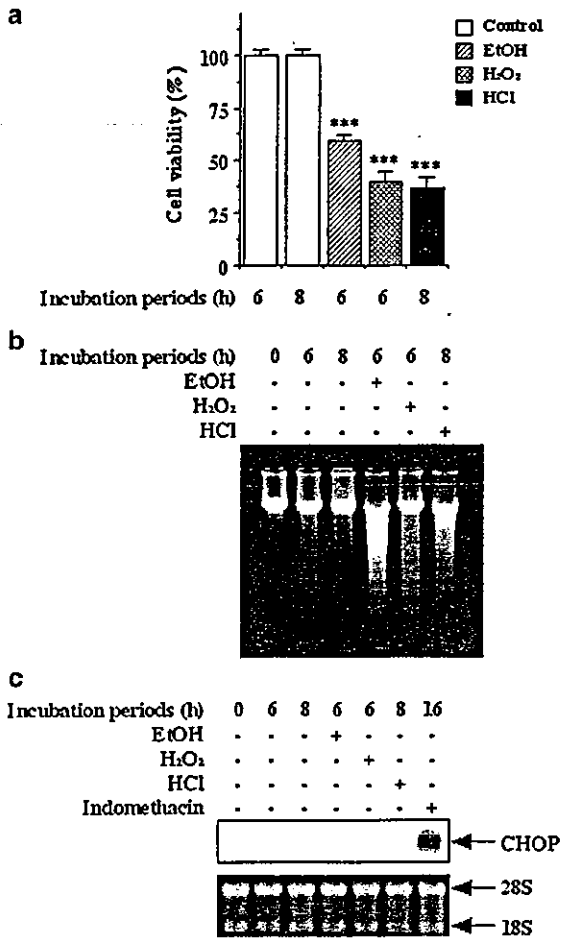 a
Control
EtOH
H₂O₂
HCl
Cell viability (%)
100
75
50
25
0
***
***
***
Incubation periods (h) 6 8 6 6 8
b
Incubation periods (h) 0 6 8 6 6 8
EtOH - - - + - -
H₂O₂ - - - - + -
HCl - - - - - +
c
Incubation periods (h) 0 6 8 6 6 8 16
EtOH - - - + - - -
H₂O₂ - - - - + - -
HCl - - - - - + -
Indomethacin - - - - - - +
CHOP
28S
18S